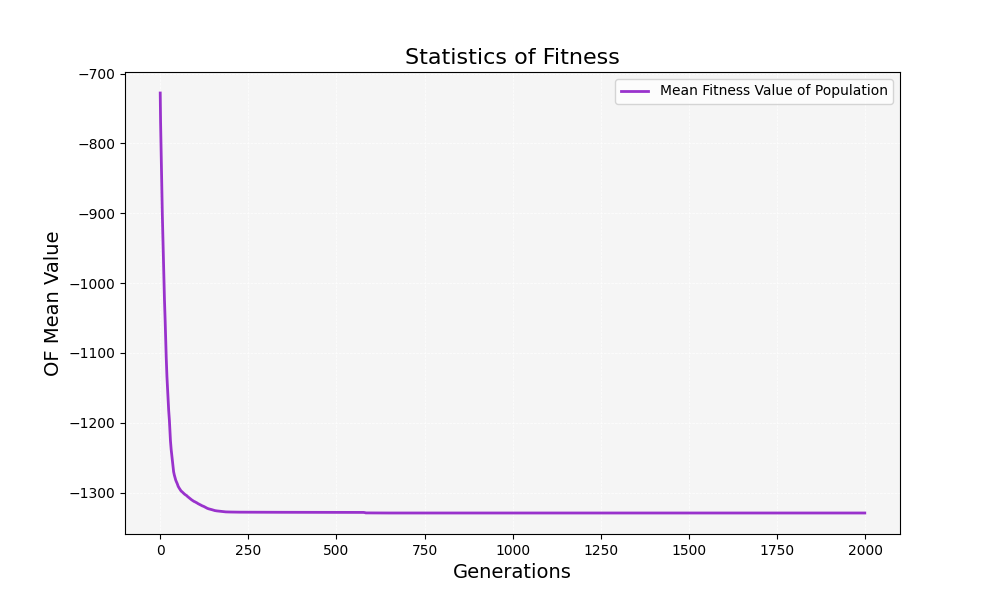 Statistics of Fitness
Mean Fitness Value of Population
OF Mean Value
−700
−800
−900
−1000
−1100
−1200
−1300
0 250 500 750 1000 1250 1500 1750 2000
Generations